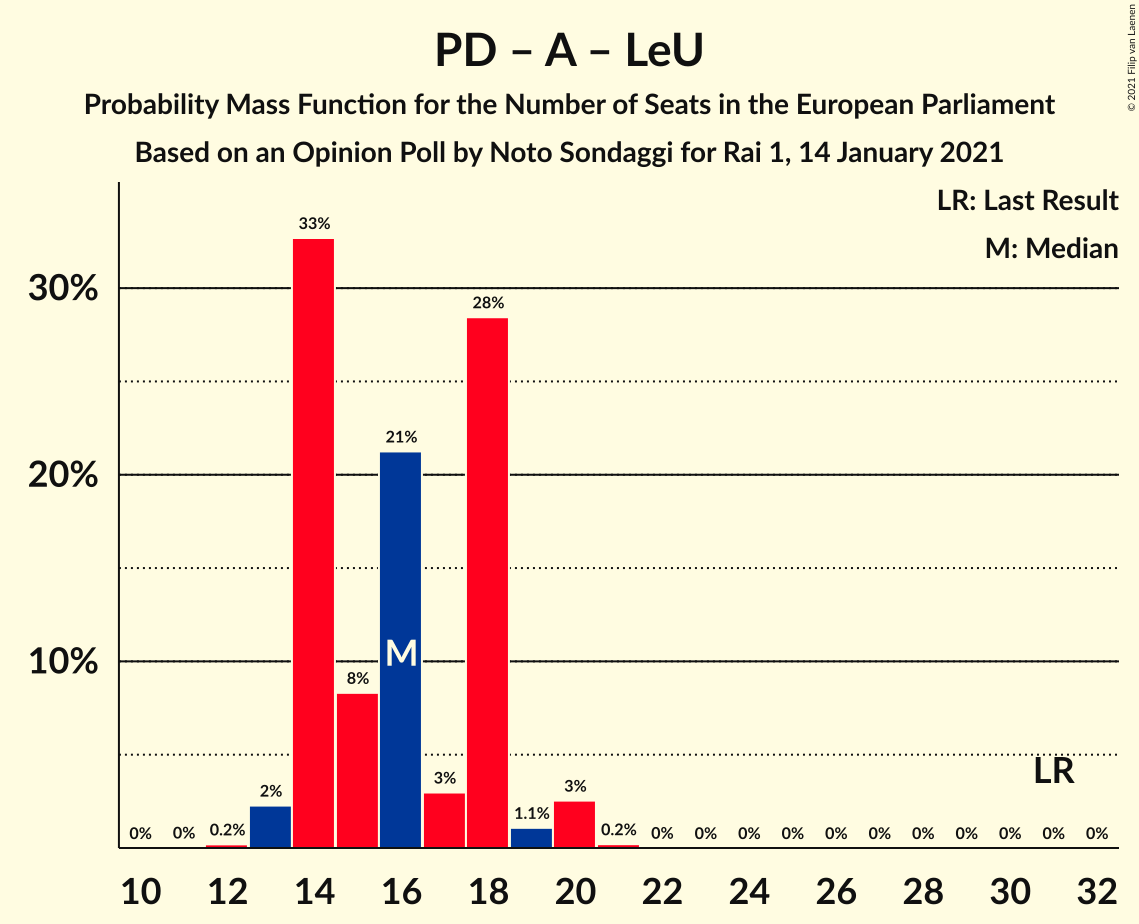 PD – A – LeU
Probability Mass Function for the Number of Seats in the European Parliament
Based on an Opinion Poll by Noto Sondaggi for Rai 1, 14 January 2021
© 2021 Filip van Laenen
LR: Last Result
M: Median
30%
20%
10%
0% 0% 0.2% 2% 33% 8% 21% 3% 28% 1.1% 3% 0.2% 0% 0% 0% 0% 0% 0% 0% 0% 0% 0% 0%
M
LR
10 12 14 16 18 20 22 24 26 28 30 32